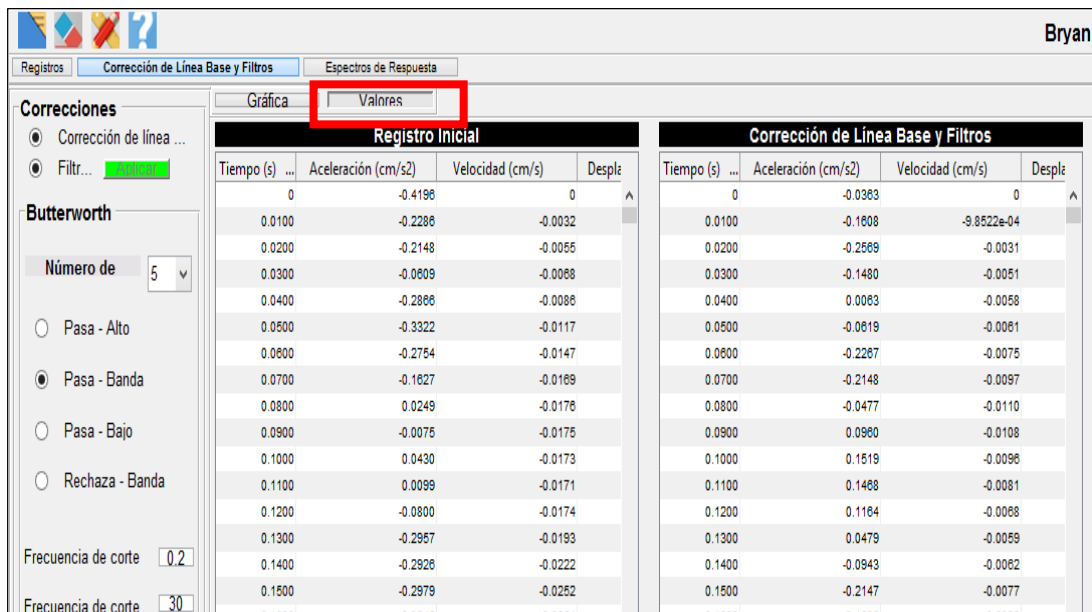 Bryan
Registros Corrección de Línea Base y Filtros Espectros de Respuesta
Correcciones
Corrección de línea ...
Filtr... Aplicar
Butterworth
Número de 5
Pasa - Alto
Pasa - Banda
Pasa - Bajo
Rechaza - Banda
Frecuencia de corte 0.2
Frecuencia de corte 30
Gráfica Valores
Registro Inicial
Tiempo (s) ... Aceleración (cm/s2) Velocidad (cm/s) Despla
0 -0.4196 0
0.0100 -0.2286 -0.0032
0.0200 -0.2148 -0.0055
0.0300 -0.0609 -0.0068
0.0400 -0.2866 -0.0086
0.0500 -0.3322 -0.0117
0.0600 -0.2754 -0.0147
0.0700 -0.1627 -0.0169
0.0800 0.0249 -0.0176
0.0900 -0.0075 -0.0175
0.1000 0.0430 -0.0173
0.1100 0.0099 -0.0171
0.1200 -0.0800 -0.0174
0.1300 -0.2957 -0.0193
0.1400 -0.2926 -0.0222
0.1500 -0.2979 -0.0252
Corrección de Línea Base y Filtros
Tiempo (s) ... Aceleración (cm/s2) Velocidad (cm/s) Despla
0 -0.0363 0
0.0100 -0.1608 -9.8522e-04
0.0200 -0.2569 -0.0031
0.0300 -0.1480 -0.0051
0.0400 0.0063 -0.0058
0.0500 -0.0619 -0.0061
0.0600 -0.2267 -0.0075
0.0700 -0.2148 -0.0097
0.0800 -0.0477 -0.0110
0.0900 0.0960 -0.0108
0.1000 0.1519 -0.0096
0.1100 0.1468 -0.0081
0.1200 0.1164 -0.0068
0.1300 0.0479 -0.0059
0.1400 -0.0943 -0.0062
0.1500 -0.2147 -0.0077